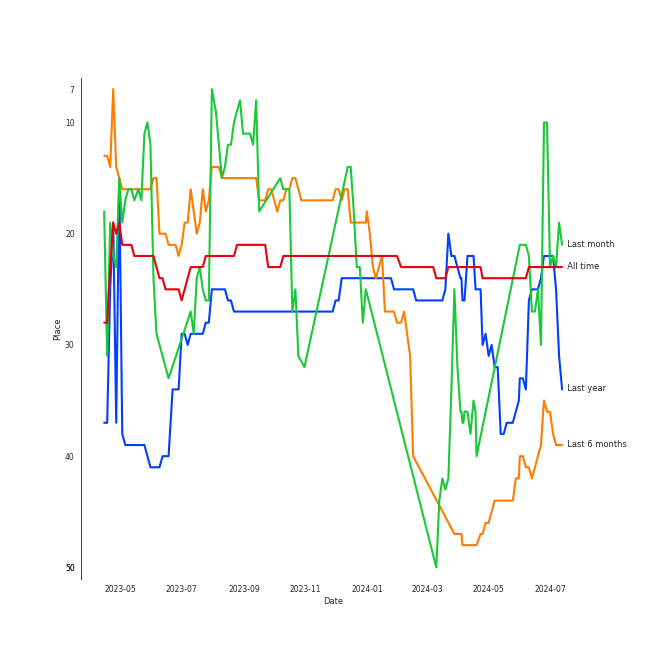 7
10
20
30
40
50
Place
2023-05
2023-07
2023-09
2023-11
2024-01
2024-03
2024-05
2024-07
Date
Last month
All time
Last year
Last 6 months